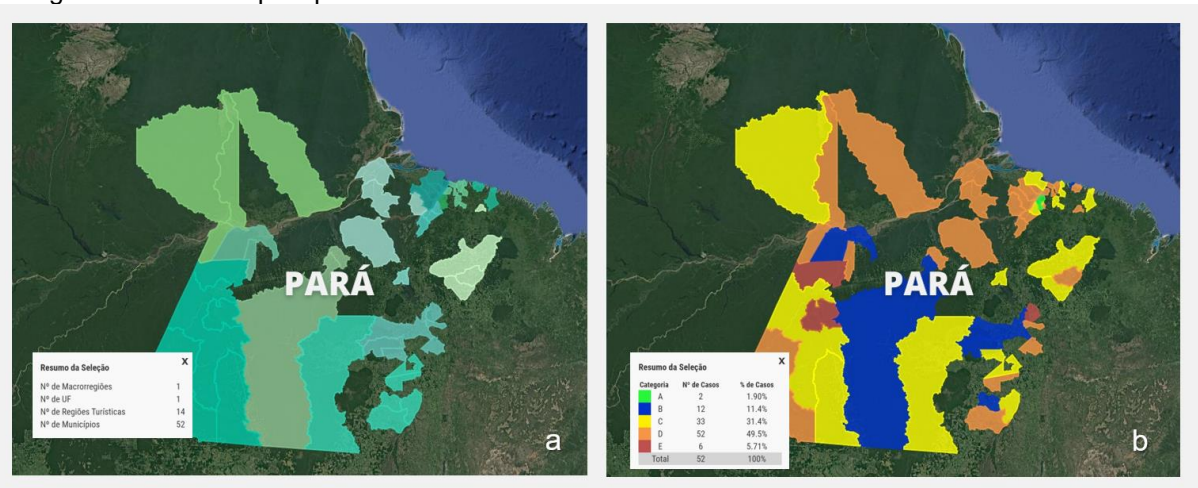 PARÁ
Resumo da Seleção X
Nº de Macrorregiões 1
Nº de UF 1
Nº de Regiões Turísticas 14
Nº de Municípios 52
a
PARÁ
Resumo da Seleção X
Categoria Nº de Casos % de Casos
A 2 1.90%
B 12 11.4%
C 33 31.4%
D 52 49.5%
E 6 5.71%
Total 52 100%
b